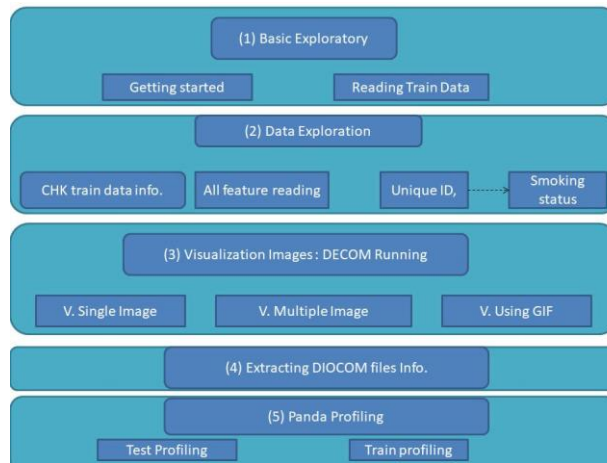 (1) Basic Exploratory
Getting started
Reading Train Data
(2) Data Exploration
CHK train data info.
All feature reading
Unique ID,
Smoking
status
(3) Visualization Images : DECOM Running
V. Single Image
V. Multiple Image
V. Using GIF
(4) Extracting DIOCOM files Info.
(5) Panda Profiling
Test Profiling
Train profiling